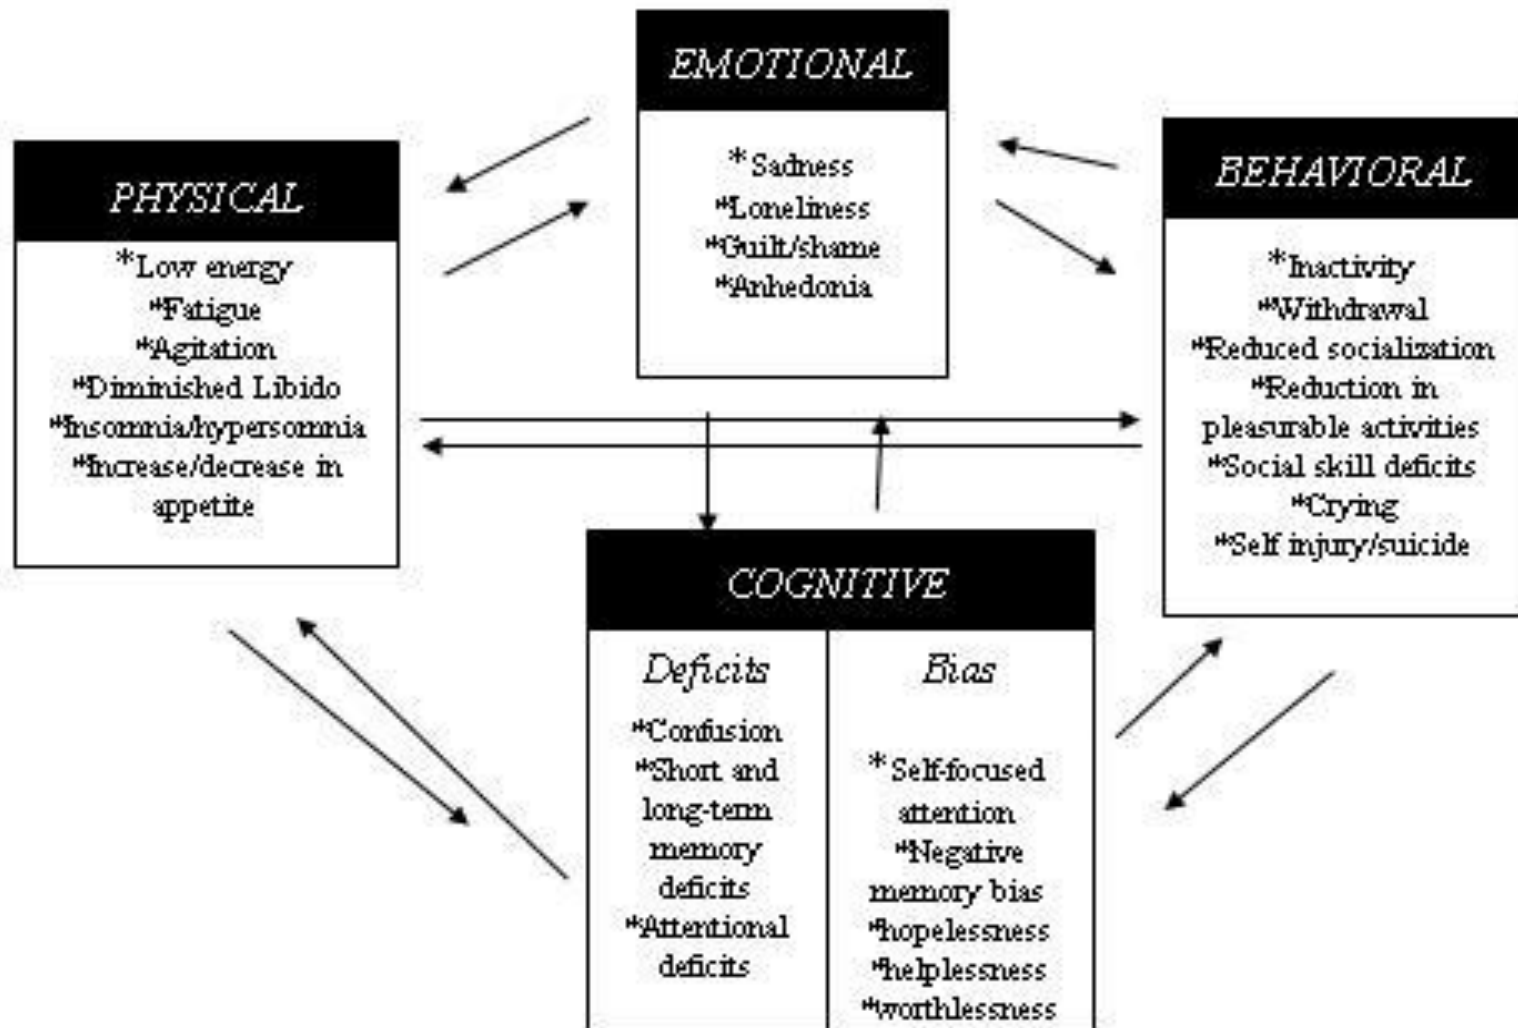 EMOTIONAL
* Sadness
*Loneliness
*Guilt/shame
*Anhedonia
PHYSICAL
* Low energy
*Fatigue
*Agitation
*Diminished Libido
*Insomnia/hypersomnia
*Increase/decrease in
appetite
BEHAVIORAL
* Inactivity
*Withdrawal
*Reduced socialization
*Reduction in
pleasurable activities
*Social skill deficits
*Crying
*Self injury/suicide
COGNITIVE
Deficits
*Confusion
*Short and
long-term
memory
deficits
*Attentional
deficits
Bias
* Self-focused
attention
*Negative
memory bias
*hopelessness
*helplessness
*worthlessness